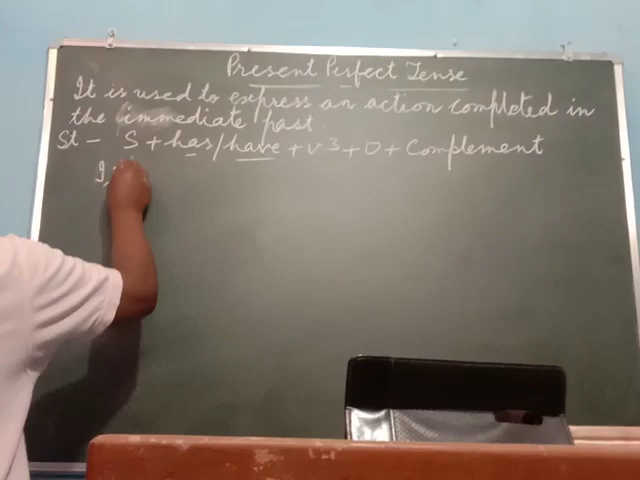 Present Perfect Tense
It is used to express an action completed in
the immediate past.
St - S + has/have + v3 + O + Complement
I,